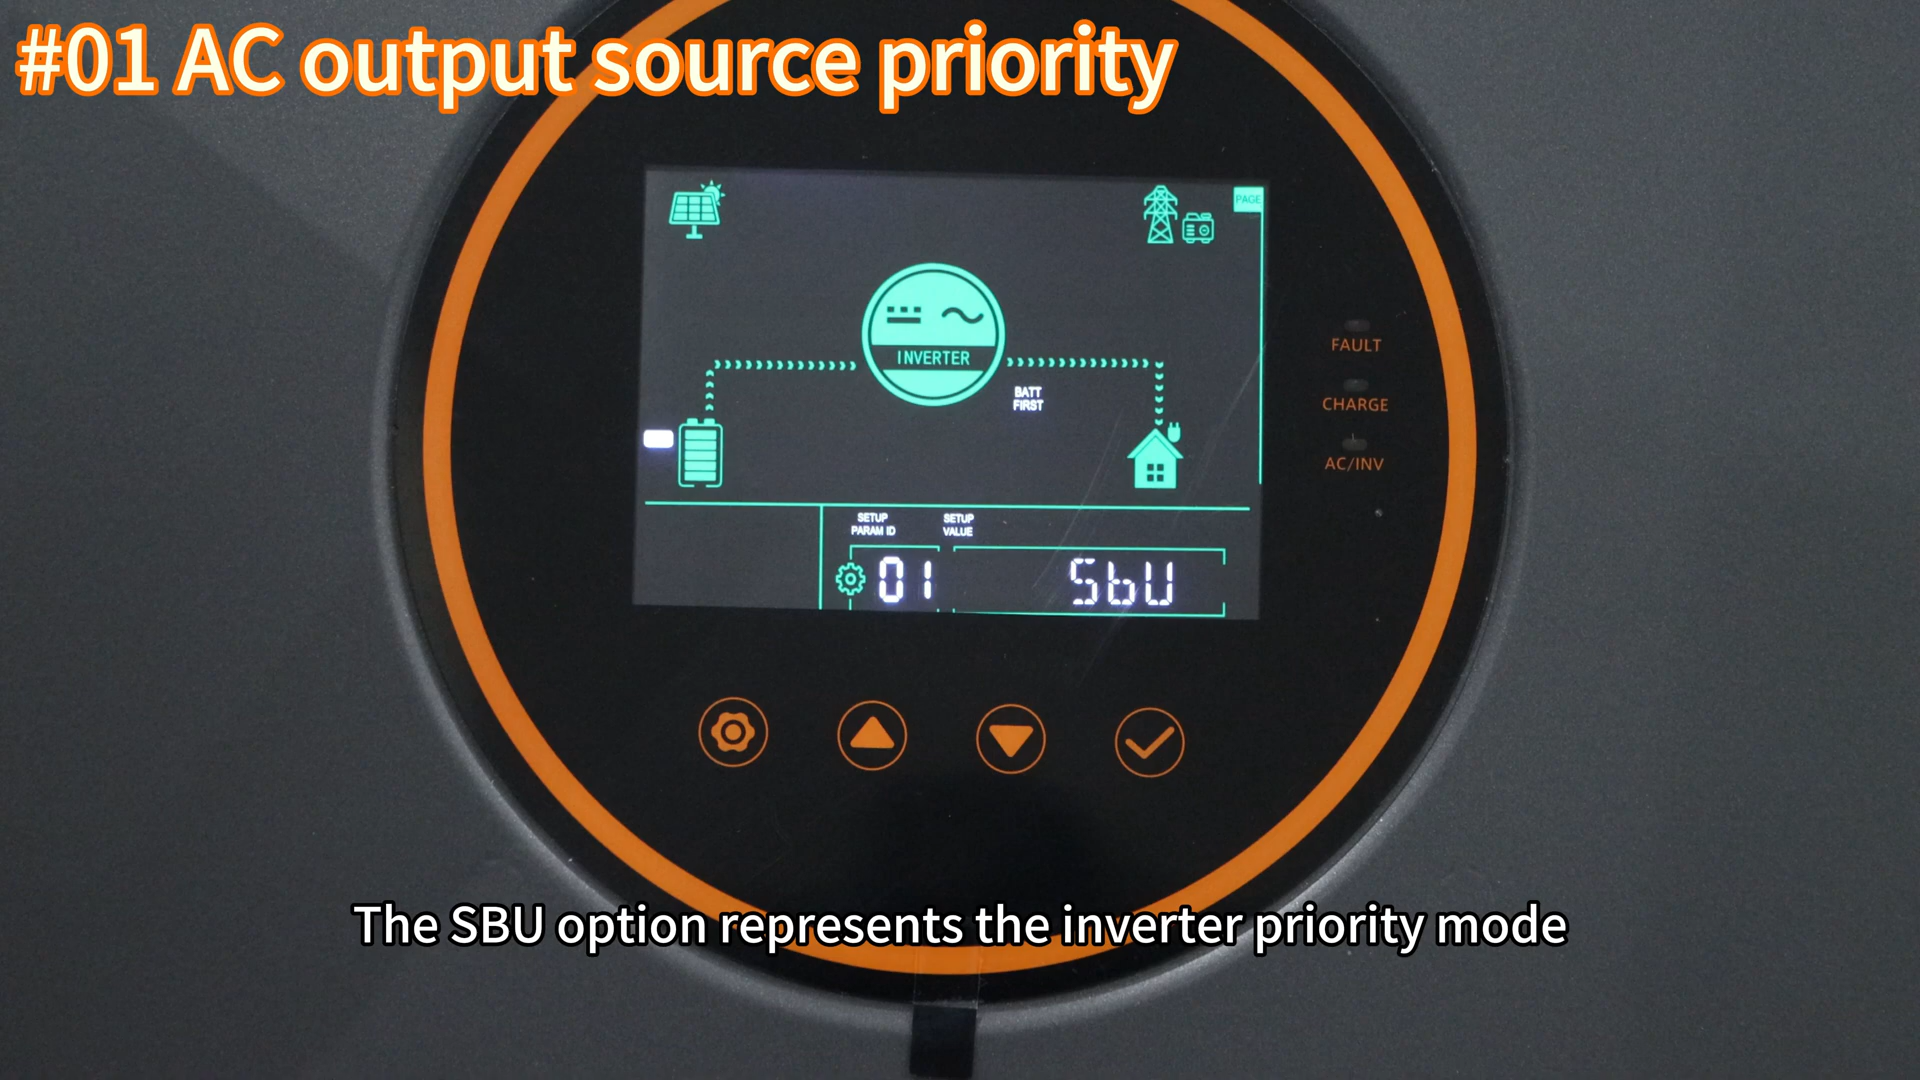 #01 AC output source priority
PAGE
INVERTER
BATT
FIRST
FAULT
CHARGE
AC/INV
SETUP
PARAM ID
SETUP
VALUE
01
SbU
The SBU option represents the inverter priority mode